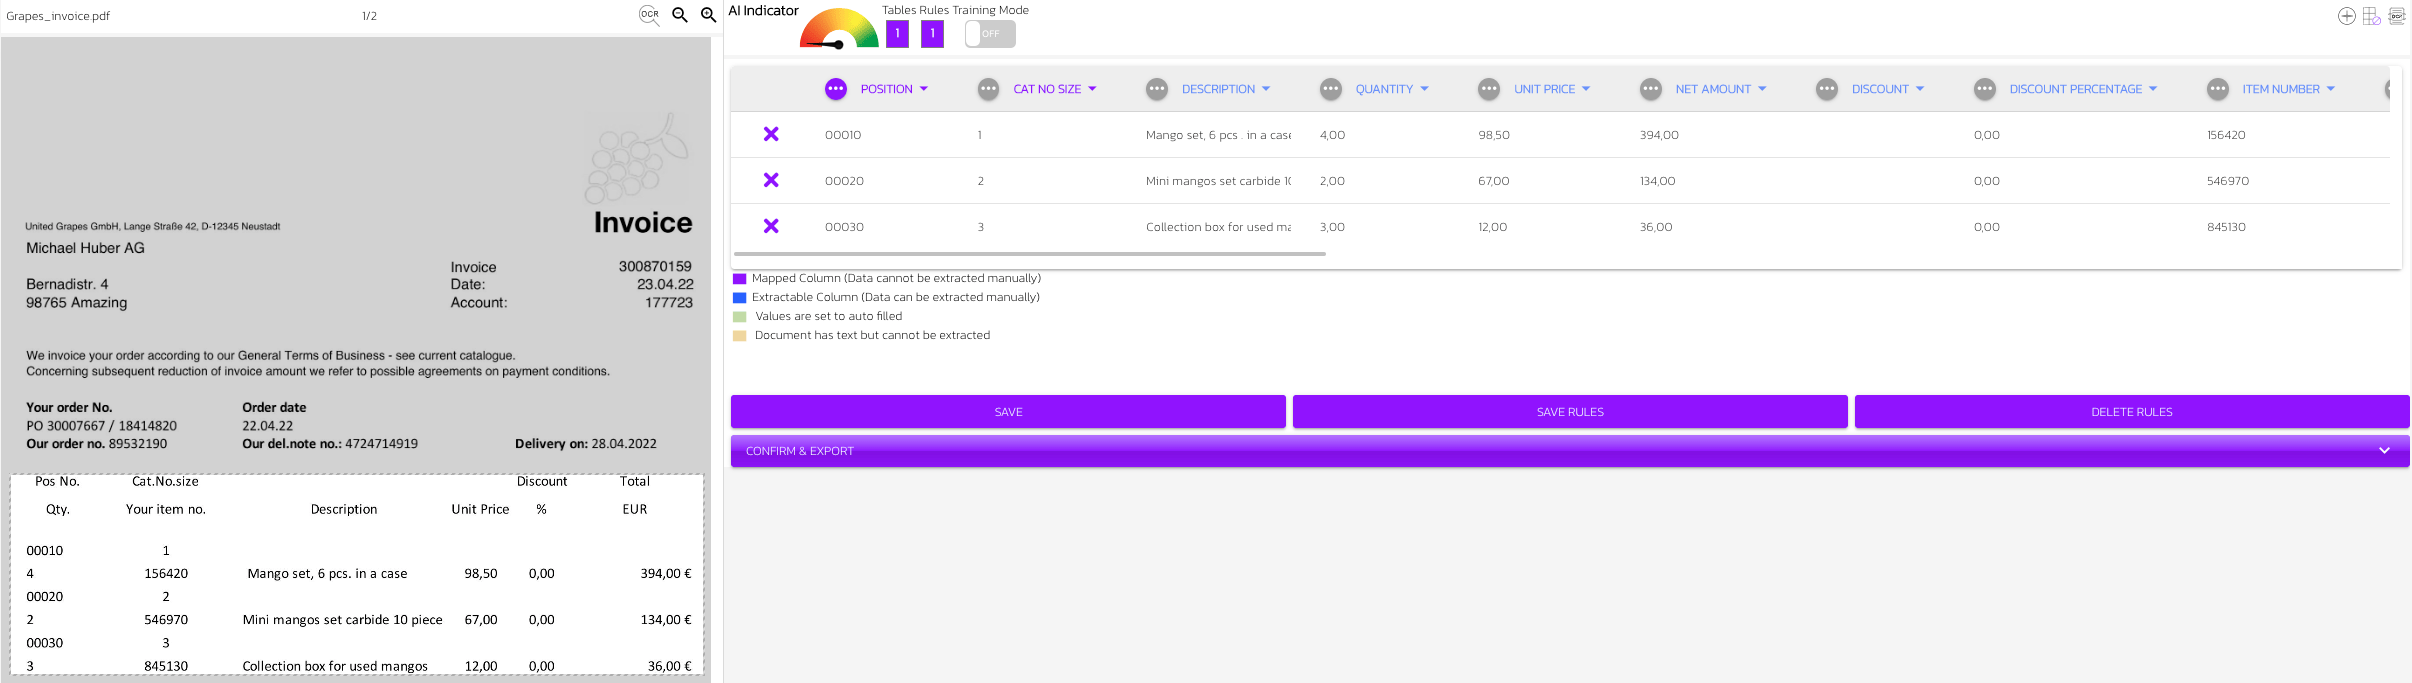 Grapes_invoice.pdf 1/2 OCR
Invoice
United Grapes GmbH, Lange Straße 42, D-12345 Neustadt
Michael Huber AG
Invoice 300870159
Bernadistr. 4 Date: 23.04.22
98765 Amazing Account: 177723
We invoice your order according to our General Terms of Business - see current catalogue.
Concerning subsequent reduction of invoice amount we refer to possible agreements on payment conditions.
Your order No. Order date
PO 30007667 / 18414820 22.04.22
Our order no. 89532190 Our del.note no.: 4724714919 Delivery on: 28.04.2022
Pos No. Cat.No.size Discount Total
Qty. Your item no. Description Unit Price % EUR
00010 1
4 156420 Mango set, 6 pcs. in a case 98,50 0,00 394,00 €
00020 2
2 546970 Mini mangos set carbide 10 piece 67,00 0,00 134,00 €
00030 3
3 845130 Collection box for used mangos 12,00 0,00 36,00 €
AI Indicator Tables Rules Training Mode
1 1 OFF
POSITION CAT NO SIZE DESCRIPTION QUANTITY UNIT PRICE NET AMOUNT DISCOUNT DISCOUNT PERCENTAGE ITEM NUMBER
00010 1 Mango set, 6 pcs . in a case 4,00 98,50 394,00 0,00 156420
00020 2 Mini mangos set carbide 10 2,00 67,00 134,00 0,00 546970
00030 3 Collection box for used ma 3,00 12,00 36,00 0,00 845130
Mapped Column (Data cannot be extracted manually)
Extractable Column (Data can be extracted manually)
Values are set to auto filled
Document has text but cannot be extracted
SAVE SAVE RULES DELETE RULES
CONFIRM & EXPORT